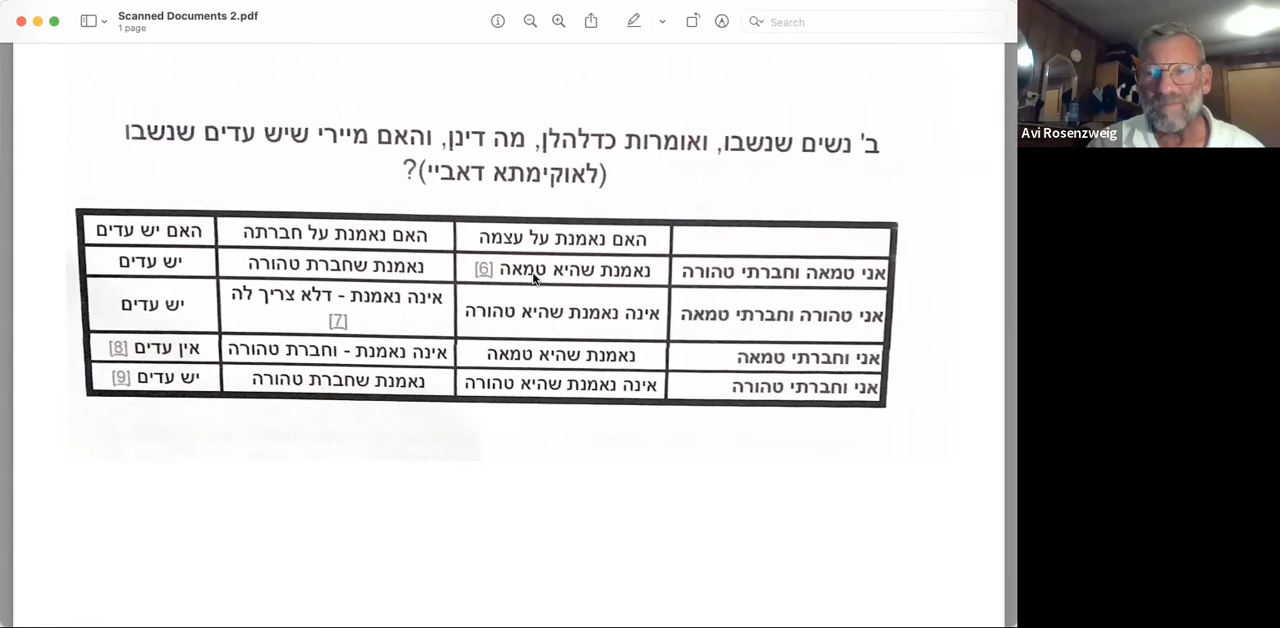 Scanned Documents 2.pdf
1 page
Search
Avi Rosenzweig
ב' נשים שנשבו, ואומרות כדלהלן, מה דינן, והאם מיירי שיש עדים שנשבו
(לאוקימתא דאביי)?
האם נאמנת על עצמה | האם נאמנת על חברתה | האם יש עדים
אני טמאה וחברתי טהורה | נאמנת שהיא טמאה [6] | נאמנת שחברת טהורה | יש עדים
אני טהורה וחברתי טמאה | אינה נאמנת שהיא טהורה | אינה נאמנת - דלא צריך לה [7] | יש עדים
אני וחברתי טמאה | נאמנת שהיא טמאה | אינה נאמנת - וחברת טהורה | אין עדים [8]
אני וחברתי טהורה | אינה נאמנת שהיא טהורה | נאמנת שחברת טהורה | יש עדים [9]